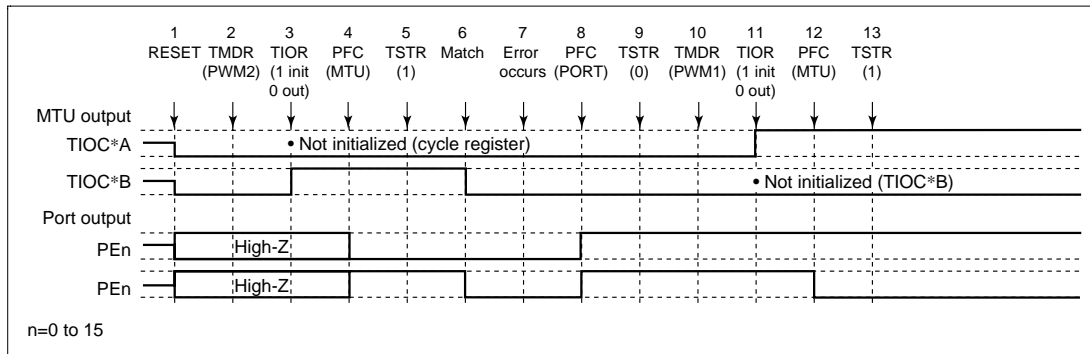 1 2 3 4 5 6 7 8 9 10 11 12 13
RESET TMDR TIOR PFC TSTR Match Error PFC TSTR TMDR TIOR PFC TSTR
(PWM2) (1 init (MTU) (1) occurs (PORT) (0) (PWM1) (1 init (MTU) (1)
0 out) 0 out)
MTU output
TIOC*A • Not initialized (cycle register)
TIOC*B • Not initialized (TIOC*B)
Port output
PEn High-Z
PEn High-Z
n=0 to 15